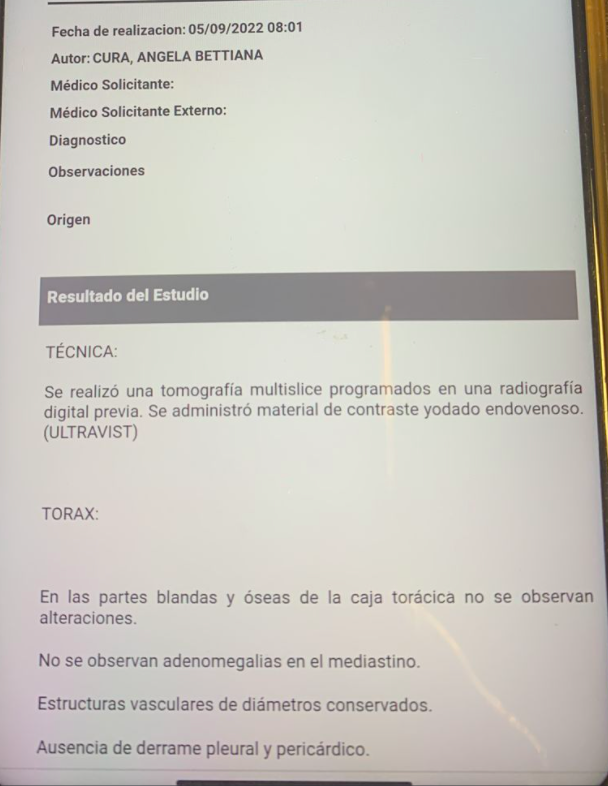 Fecha de realizacion: 05/09/2022 08:01
Autor: CURA, ANGELA BETTIANA
Médico Solicitante:
Médico Solicitante Externo:
Diagnostico
Observaciones
Origen
Resultado del Estudio
TÉCNICA:
Se realizó una tomografía multislice programados en una radiografía
digital previa. Se administró material de contraste yodado endovenoso.
(ULTRAVIST)
TORAX:
En las partes blandas y óseas de la caja torácica no se observan
alteraciones.
No se observan adenomegalias en el mediastino.
Estructuras vasculares de diámetros conservados.
Ausencia de derrame pleural y pericárdico.